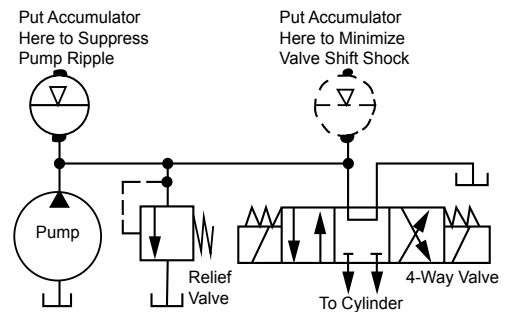 Put Accumulator
Here to Suppress
Pump Ripple
Put Accumulator
Here to Minimize
Valve Shift Shock
Pump
Relief
Valve
4-Way Valve
To Cylinder